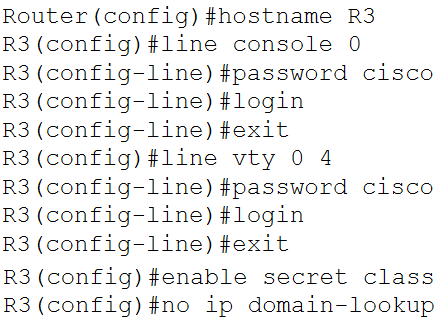 Router(config)#hostname R3
R3(config)#line console 0
R3(config-line)#password cisco
R3(config-line)#login
R3(config-line)#exit
R3(config)#line vty 0 4
R3(config-line)#password cisco
R3(config-line)#login
R3(config-line)#exit
R3(config)#enable secret class
R3(config)#no ip domain-lookup